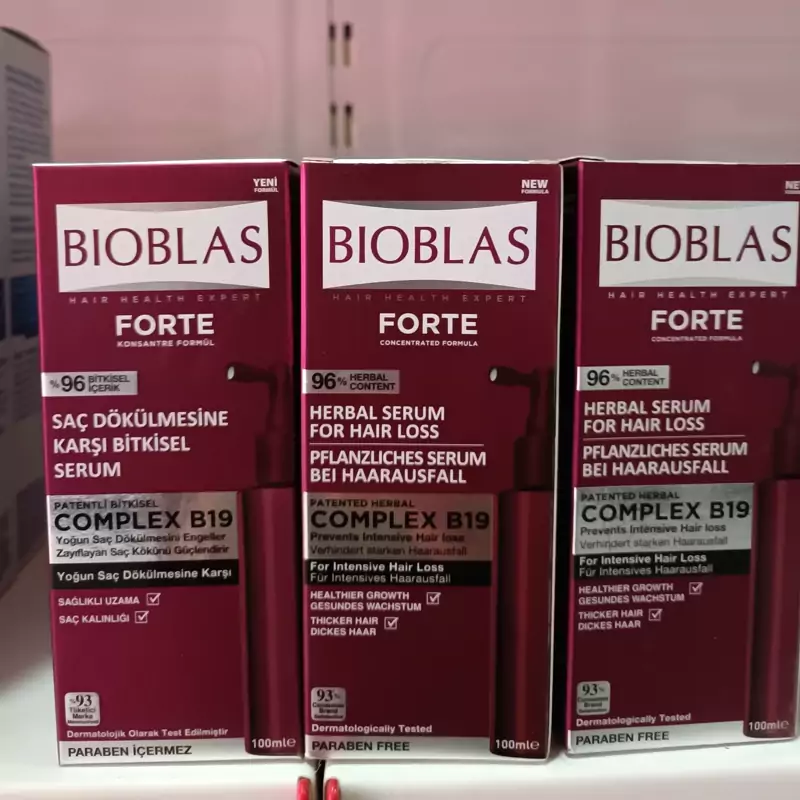 YENİ
FORMÜL
BIOBLAS
HAIR HEALTH EXPERT
FORTE
KONSANTRE FORMÜL
%96 BİTKİSEL
İÇERİK
SAÇ DÖKÜLMESİNE
KARŞI BİTKİSEL
SERUM
PATENTLİ BİTKİSEL
COMPLEX B19
Yoğun Saç Dökülmesini Engeller
Zayıflayan Saç Kökünü Güçlendirir
Yoğun Saç Dökülmesine Karşı
SAĞLIKLI UZAMA
SAÇ KALINLIĞI
%93
Tüketici
Marka
Dermatolojik Olarak Test Edilmiştir
PARABEN İÇERMEZ
100mle
NEW
FORMULA
BIOBLAS
HAIR HEALTH EXPERT
FORTE
CONCENTRATED FORMULA
96% HERBAL
CONTENT
HERBAL SERUM
FOR HAIR LOSS
PFLANZLICHES SERUM
BEI HAARAUSFALL
PATENTED HERBAL
COMPLEX B19
Prevents Intensive Hair loss
Verhindert starken Haarausfall
For Intensive Hair Loss
Für Intensives Haarausfall
HEALTHIER GROWTH
GESUNDES WACHSTUM
THICKER HAIR
DICKES HAAR
93%
Brand
Dermatologically Tested
PARABEN FREE
100mle
NE
BIOBLAS
HAIR HEALTH EXPERT
FORTE
CONCENTRATED FORMULA
96% HERBAL
CONTENT
HERBAL SERUM
FOR HAIR LOSS
PFLANZLICHES SERUM
BEI HAARAUSFALL
PATENTED HERBAL
COMPLEX B19
Prevents Intensive Hair loss
Verhindert starken Haarausfall
For Intensive Hair Loss
Für Intensives Haarausfall
HEALTHIER GROWTH
GESUNDES WACHSTUM
THICKER HAIR
DICKES HAAR
93%
Brand
Dermatologically Tested
PARABEN FREE
100mle